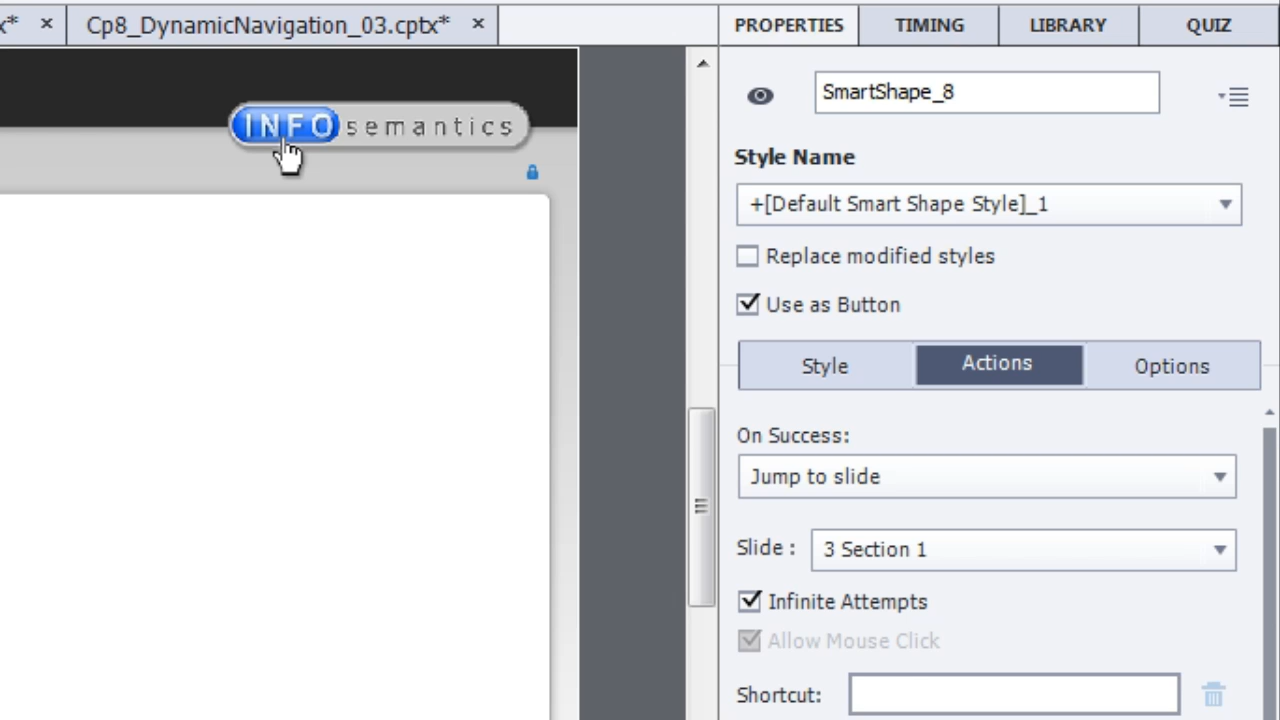 x*
Cp8_DynamicNavigation_03.cptx*
PROPERTIES
TIMING
LIBRARY
QUIZ
INFOsemantics
SmartShape_8
Style Name
+[Default Smart Shape Style]_1
Replace modified styles
Use as Button
Style
Actions
Options
On Success:
Jump to slide
Slide :
3 Section 1
Infinite Attempts
Allow Mouse Click
Shortcut: